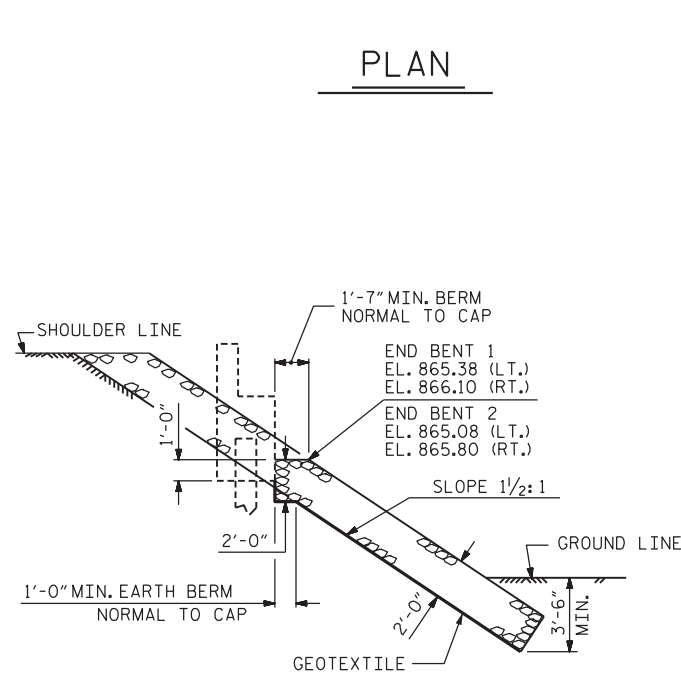 PLAN
1'-7" MIN. BERM
NORMAL TO CAP
SHOULDER LINE
END BENT 1
EL. 865.38 (LT.)
EL. 866.10 (RT.)
END BENT 2
EL. 865.08 (LT.)
EL. 865.80 (RT.)
1'-0"
SLOPE 1½:1
2'-0"
GROUND LINE
1'-0" MIN. EARTH BERM
NORMAL TO CAP
2'-0"
3'-6"
MIN.
GEOTEXTILE